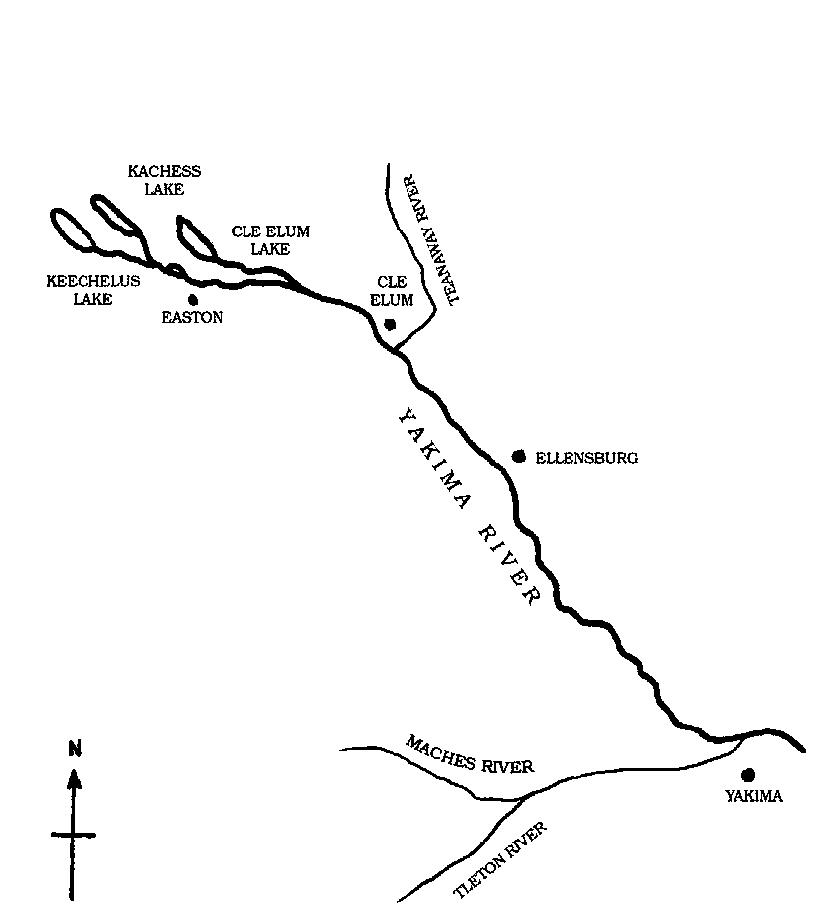 KACHESS
LAKE
CLE ELUM
LAKE
TEANAWAY RIVER
KEECHELUS
LAKE
CLE
ELUM
EASTON
YAKIMA RIVER
ELLENSBURG
N
MACHES RIVER
YAKIMA
TLETON RIVER